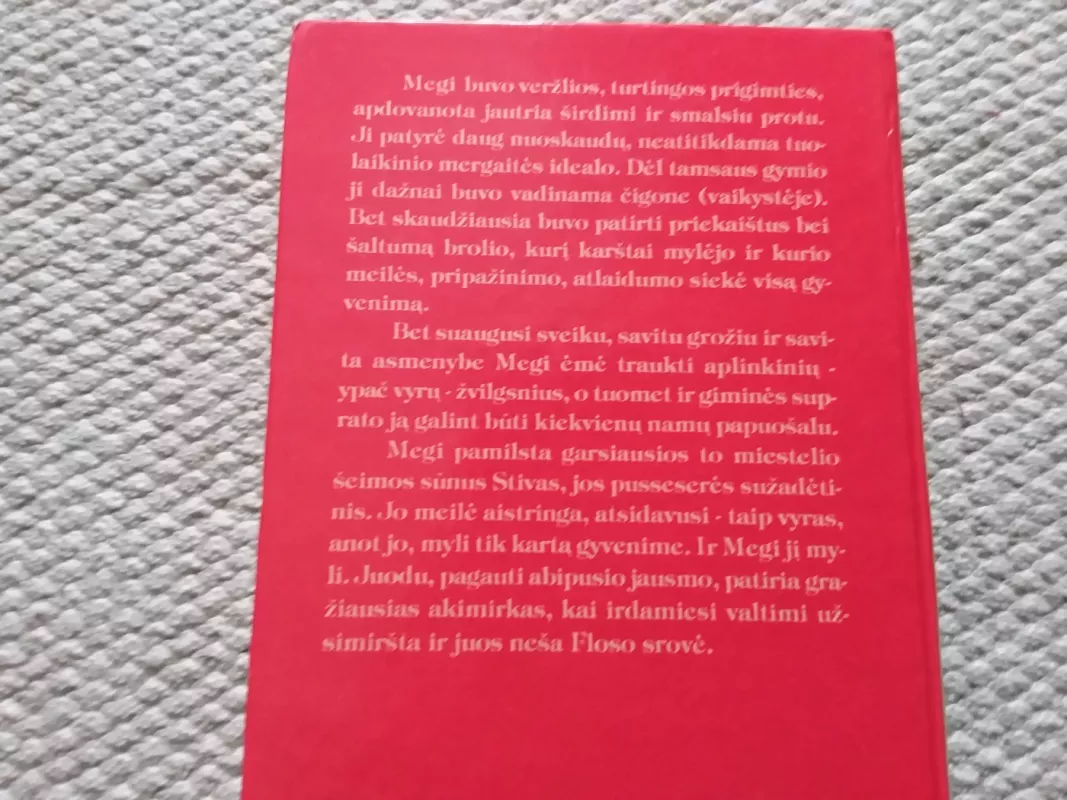 Megi buvo veržlios, turtingos prigimties,
apdovanota jautria širdimi ir smalsiu protu.
Ji patyrė daug nuoskaudų, neatitikdama tuo-
laikinio mergaitės idealo. Dėl tamsaus gymio
ji dažnai buvo vadinama čigone (vaikystėje).
Bet skaudžiausia buvo patirti priekaištus bei
šaltumą brolio, kurį karštai mylėjo ir kurio
meilės, pripažinimo, atlaidumo siekė visą gy-
venimą.
Bet suaugusi sveiku, savitu grožiu ir savi-
ta asmenybe Megi ėmė traukti aplinkinių -
ypač vyrų - žvilgsnius, o tuomet ir giminės sup-
rato ją galint būti kiekvienų namų papuošalu.
Megi pamilsta garsiausios to miestelio
šeimos sūnus Stivas, jos pusseserės sužadėti-
nis. Jo meilė aistringa, atsidavusi - taip vyras,
anot jo, myli tik kartą gyvenime. Ir Megi jį my-
li. Juodu, pagauti abipusio jausmo, patiria gra-
žiausias akimirkas, kai irdamiesi valtimi už-
simiršta ir juos neša Floso srovė.